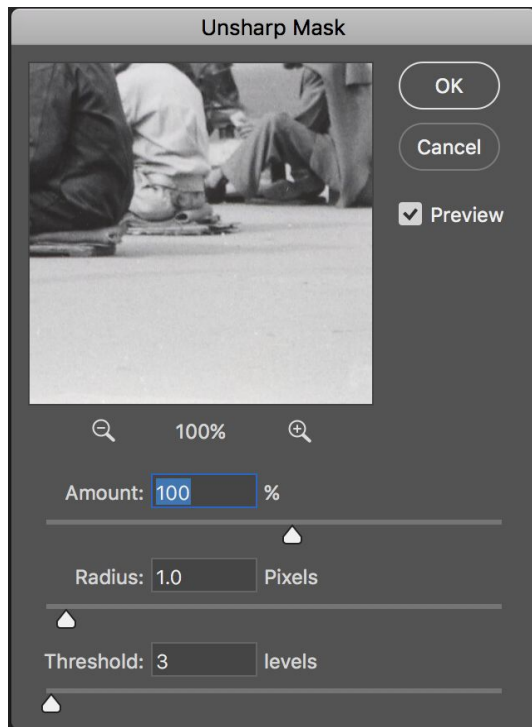 Unsharp Mask
OK
Cancel
Preview
100%
Amount: 100 %
Radius: 1.0 Pixels
Threshold: 3 levels